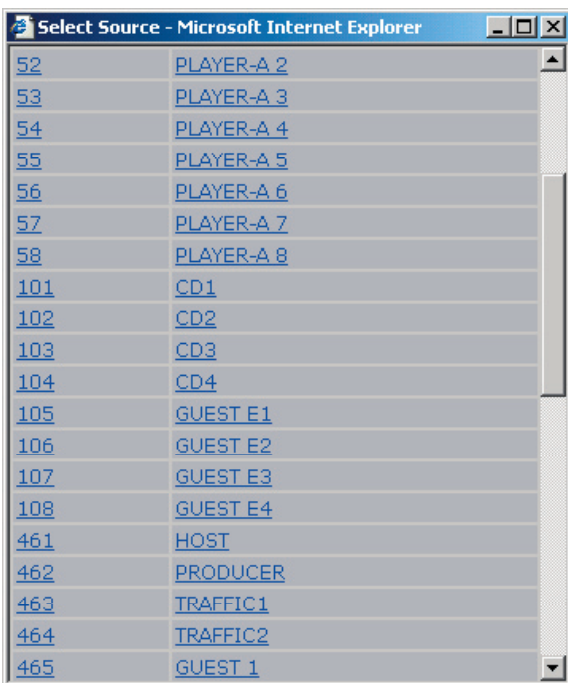 Select Source - Microsoft Internet Explorer
52 PLAYER-A 2
53 PLAYER-A 3
54 PLAYER-A 4
55 PLAYER-A 5
56 PLAYER-A 6
57 PLAYER-A 7
58 PLAYER-A 8
101 CD1
102 CD2
103 CD3
104 CD4
105 GUEST E1
106 GUEST E2
107 GUEST E3
108 GUEST E4
461 HOST
462 PRODUCER
463 TRAFFIC1
464 TRAFFIC2
465 GUEST 1